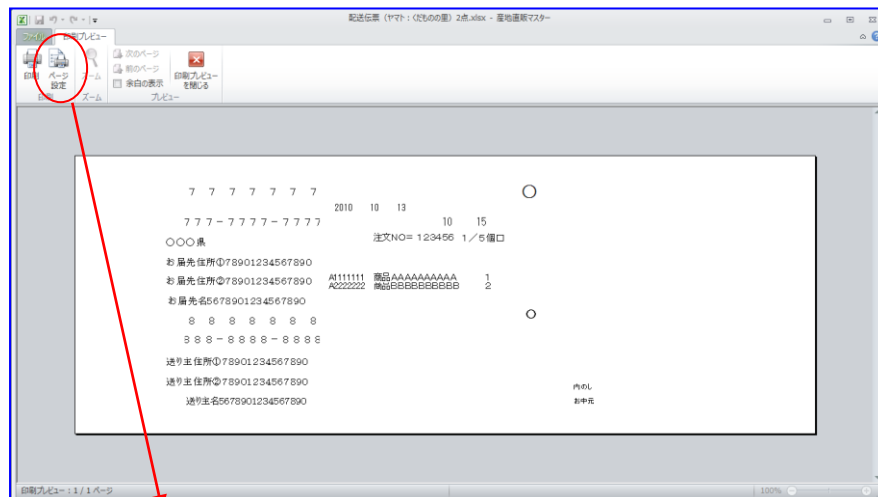 配送伝票（ヤマト：くだものの里）2点.xlsx - 産地直販マスター
ファイル 印刷プレビュー
印刷 ページ設定 ズーム 次のページ 前のページ 余白の表示 印刷プレビューを閉じる
印刷 ズーム プレビュー
7 7 7 7 7 7 7
2010 10 13
777-7777-7777 10 15
○○○県 注文NO= 123456 1／5個口
お届先住所①78901234567890
お届先住所②78901234567890 A1111111 商品AAAAAAAAAA 1
A2222222 商品BBBBBBBBBB 2
お届先名5678901234567890
8 8 8 8 8 8 8
888-8888-8888
送り主住所①78901234567890
送り主住所②78901234567890 内のし
送り主名5678901234567890 お中元
印刷プレビュー：1 / 1 ページ 100%